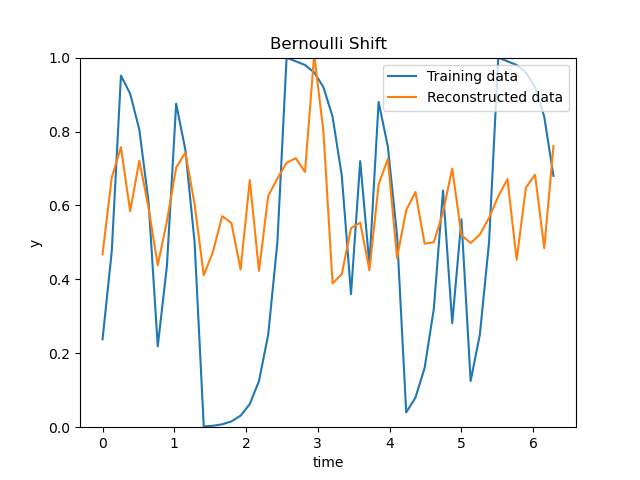 Bernoulli Shift
Training data
Reconstructed data
1.0
0.8
0.6
0.4
0.2
0.0
y
0 1 2 3 4 5 6
time